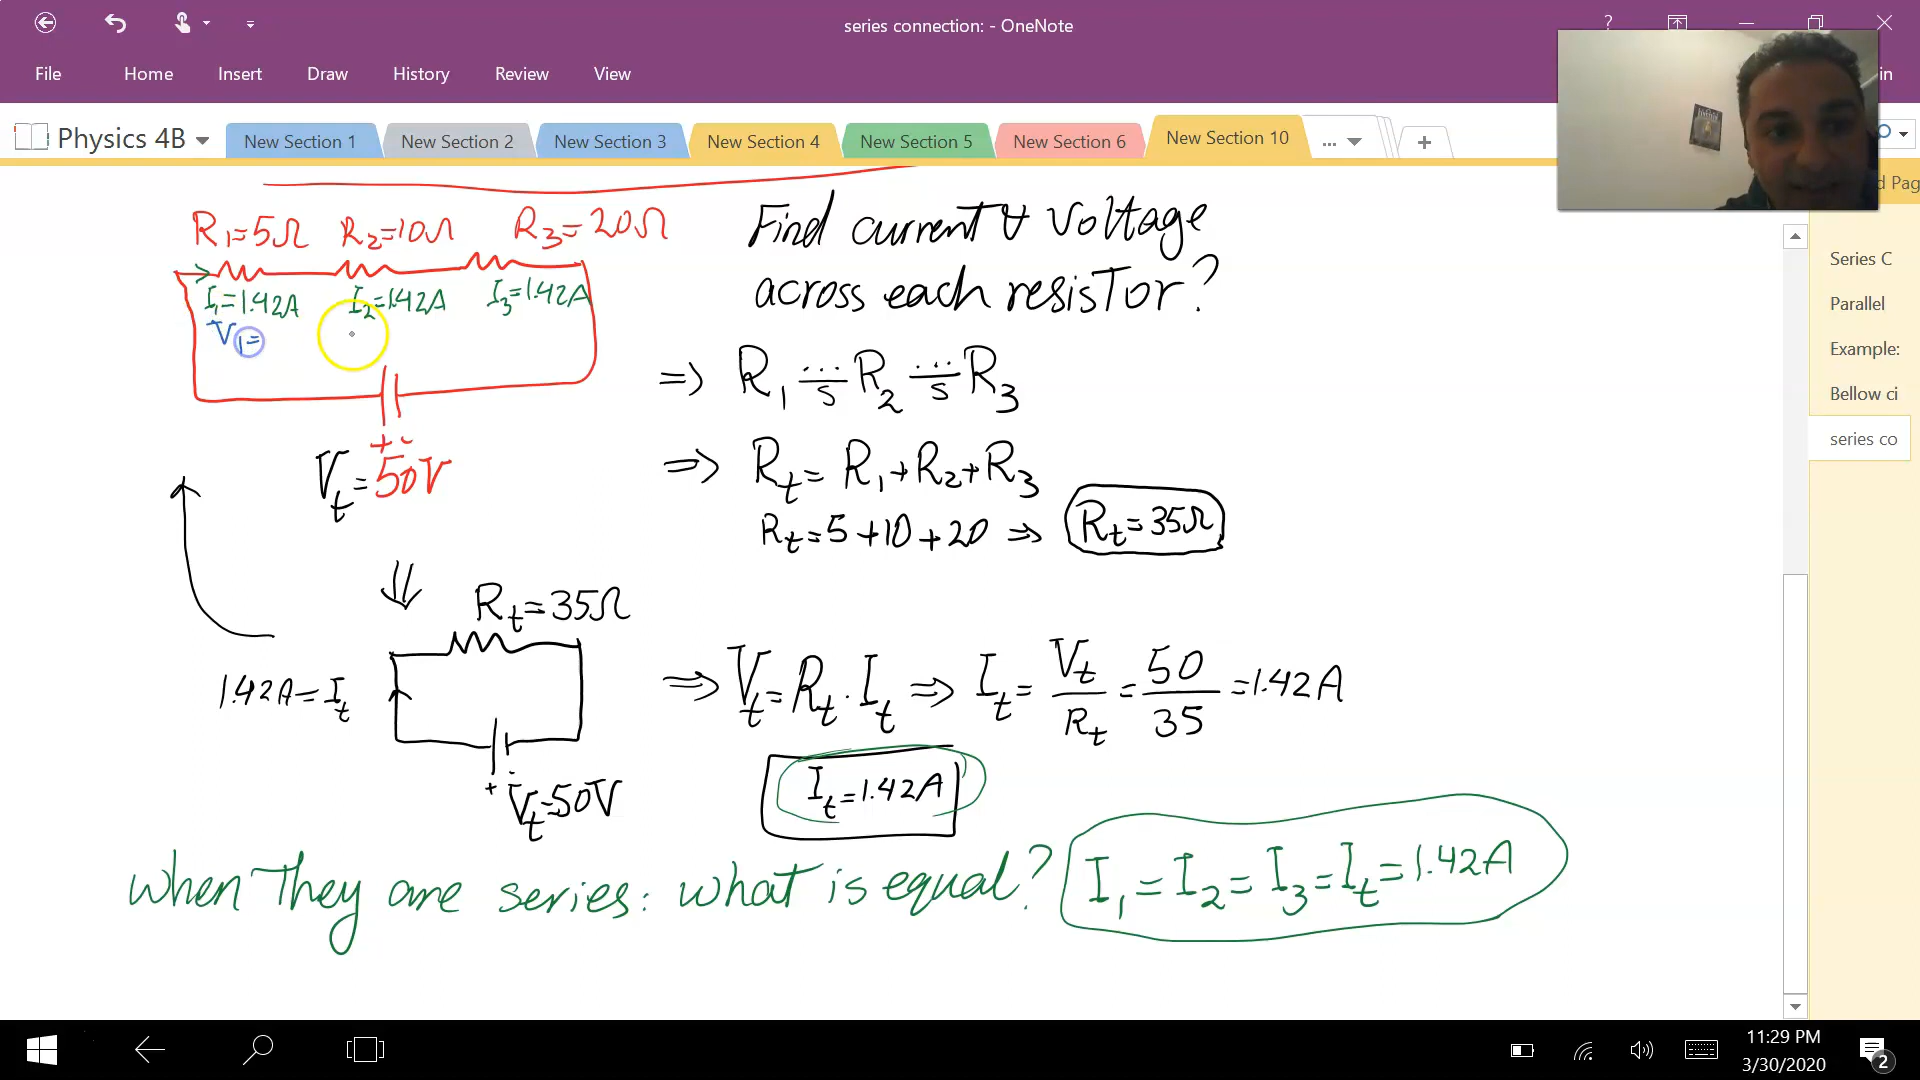 series connection: - OneNote
?
File Home Insert Draw History Review View
in
Physics 4B New Section 1 New Section 2 New Section 3 New Section 4 New Section 5 New Section 6 New Section 10 ... +
d Pag
Series C
Parallel
Example:
Bellow ci
series co
R₁=5Ω R₂=10Ω R₃=20Ω
I₁=1.42A I₂=1.42A I₃=1.42A
V₁=
+ -
Vt=50V
Find current & Voltage
across each resisTor?
⇒ R₁ ⋯/s R₂ ⋯/s R₃
⇒ Rt= R₁+R₂+R₃
Rt=5+10+20 ⇒ Rt=35Ω
⇓
Rt=35Ω
1.42A=It
+ - Vt=50V
⇒ Vt=Rt.It ⇒ It=Vt/Rt=50/35=1.42A
It=1.42A
when They are series: what is equal? I₁=I₂=I₃=It=1.42A
11:29 PM
3/30/2020
2